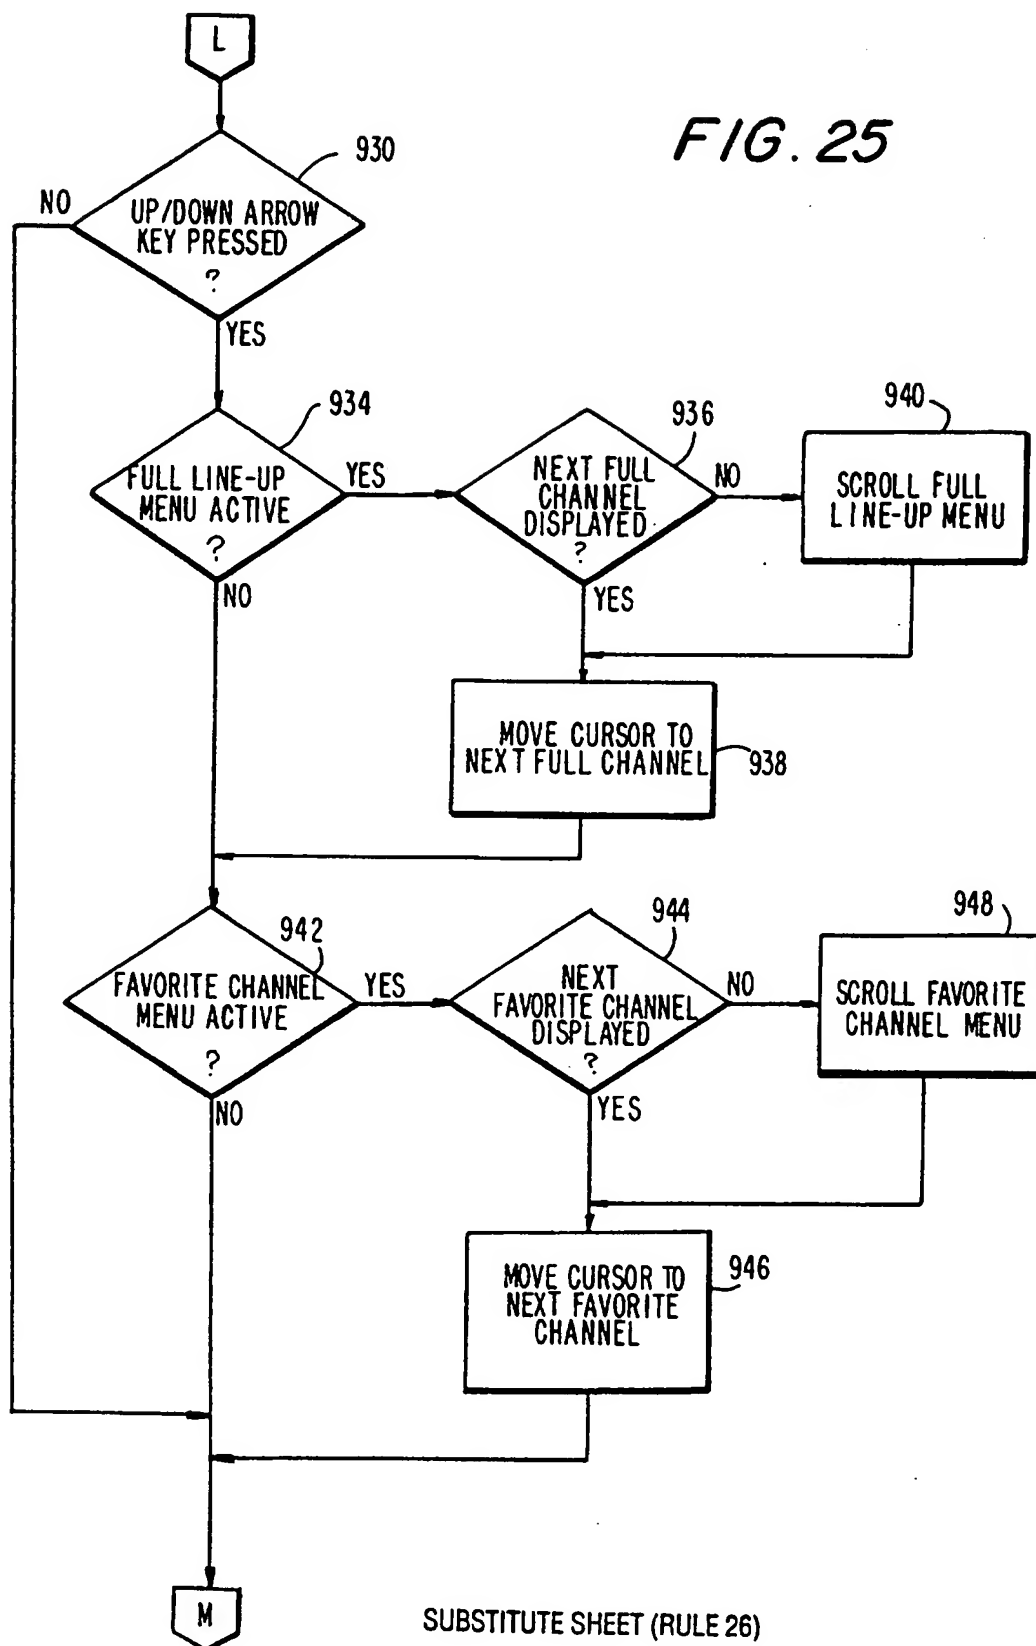 L
FIG. 25
930
NO
UP/DOWN ARROW
KEY PRESSED
?
YES
934
FULL LINE-UP
MENU ACTIVE
?
YES
NO
936
NEXT FULL
CHANNEL
DISPLAYED
?
NO
YES
940
SCROLL FULL
LINE-UP MENU
MOVE CURSOR TO
NEXT FULL CHANNEL
938
942
FAVORITE CHANNEL
MENU ACTIVE
?
YES
NO
944
NEXT
FAVORITE CHANNEL
DISPLAYED
?
NO
YES
948
SCROLL FAVORITE
CHANNEL MENU
MOVE CURSOR TO
NEXT FAVORITE
CHANNEL
946
M
SUBSTITUTE SHEET (RULE 26)